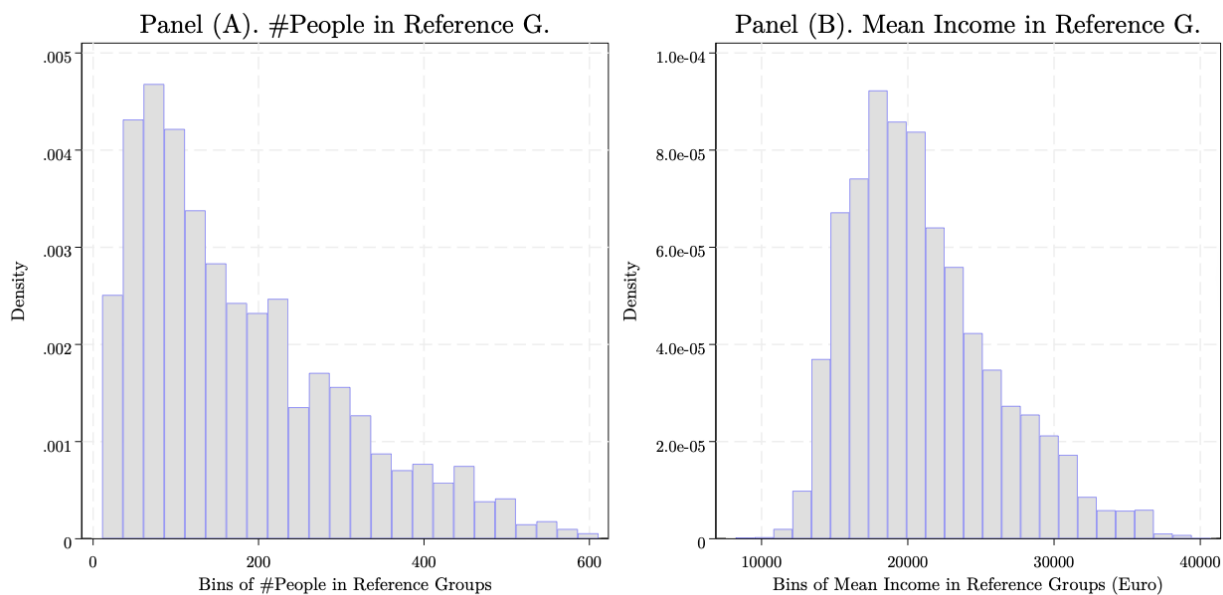 Panel (A). #People in Reference G.
.005
.004
.003
.002
.001
0
Density
0 200 400 600
Bins of #People in Reference Groups
Panel (B). Mean Income in Reference G.
1.0e-04
8.0e-05
6.0e-05
4.0e-05
2.0e-05
0
Density
10000 20000 30000 40000
Bins of Mean Income in Reference Groups (Euro)